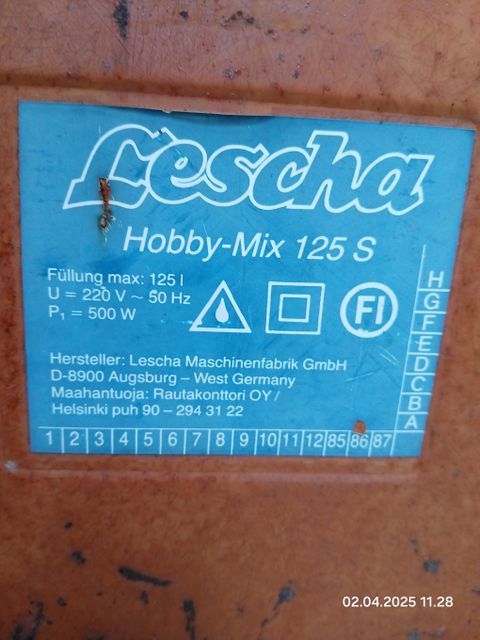 Lescha
Hobby-Mix 125 S
Füllung max: 125 l
U = 220 V ~ 50 Hz
P₁ = 500 W
FI
Hersteller: Lescha Maschinenfabrik GmbH
D-8900 Augsburg – West Germany
Maahantuoja: Rautakonttori OY /
Helsinki puh 90 – 294 31 22
H
G
F
E
D
C
B
A
1 2 3 4 5 6 7 8 9 10 11 12 85 86 87
02.04.2025 11.28